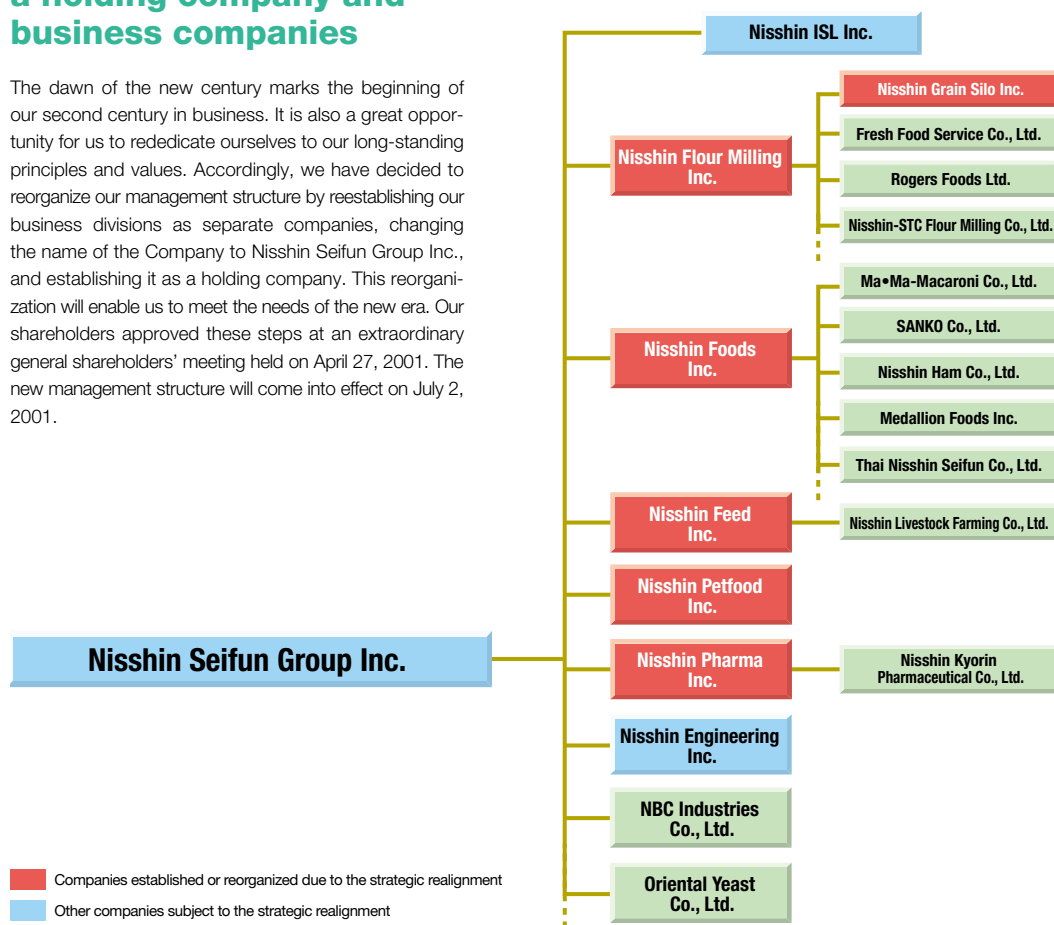 a holding company and
business companies
The dawn of the new century marks the beginning of
our second century in business. It is also a great oppor-
tunity for us to rededicate ourselves to our long-standing
principles and values. Accordingly, we have decided to
reorganize our management structure by reestablishing our
business divisions as separate companies, changing
the name of the Company to Nisshin Seifun Group Inc.,
and establishing it as a holding company. This reorgani-
zation will enable us to meet the needs of the new era. Our
shareholders approved these steps at an extraordinary
general shareholders' meeting held on April 27, 2001. The
new management structure will come into effect on July 2,
2001.
Nisshin Seifun Group Inc.
Companies established or reorganized due to the strategic realignment
Other companies subject to the strategic realignment
Nisshin ISL Inc.
Nisshin Flour Milling
Inc.
Nisshin Grain Silo Inc.
Fresh Food Service Co., Ltd.
Rogers Foods Ltd.
Nisshin-STC Flour Milling Co., Ltd.
Nisshin Foods
Inc.
Ma•Ma-Macaroni Co., Ltd.
SANKO Co., Ltd.
Nisshin Ham Co., Ltd.
Medallion Foods Inc.
Thai Nisshin Seifun Co., Ltd.
Nisshin Feed
Inc.
Nisshin Livestock Farming Co., Ltd.
Nisshin Petfood
Inc.
Nisshin Pharma
Inc.
Nisshin Kyorin
Pharmaceutical Co., Ltd.
Nisshin Engineering
Inc.
NBC Industries
Co., Ltd.
Oriental Yeast
Co., Ltd.